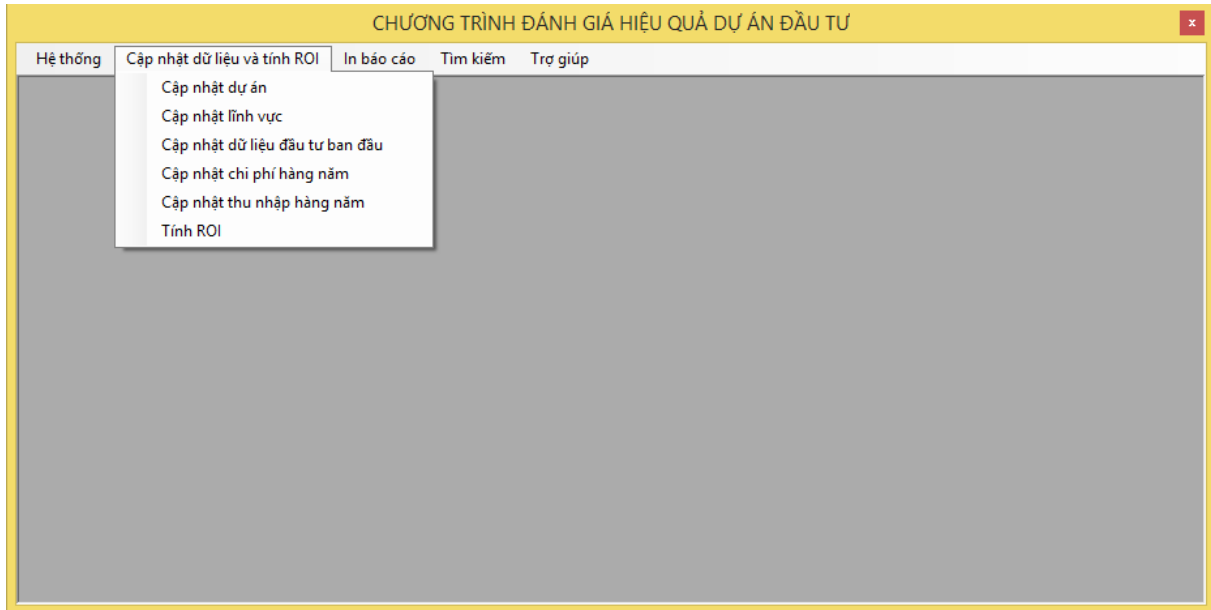 CHƯƠNG TRÌNH ĐÁNH GIÁ HIỆU QUẢ DỰ ÁN ĐẦU TƯ x
Hệ thống Cập nhật dữ liệu và tính ROI In báo cáo Tìm kiếm Trợ giúp
Cập nhật dự án
Cập nhật lĩnh vực
Cập nhật dữ liệu đầu tư ban đầu
Cập nhật chi phí hàng năm
Cập nhật thu nhập hàng năm
Tính ROI